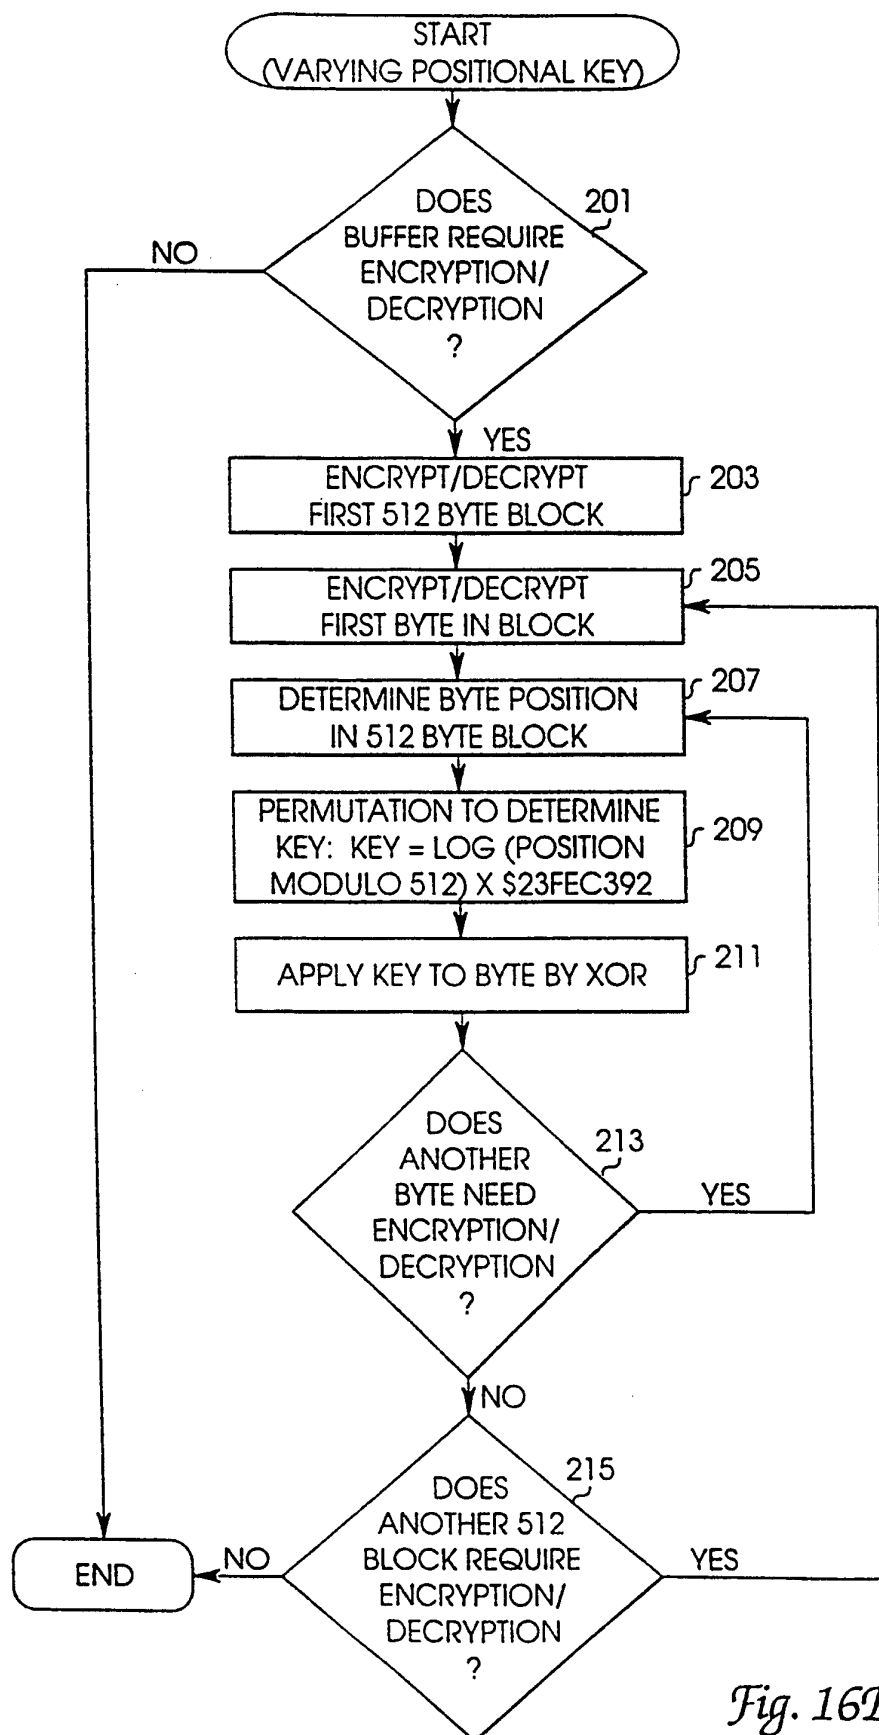 START
(VARYING POSITIONAL KEY)
DOES
BUFFER REQUIRE
ENCRYPTION/
DECRYPTION
?
201
NO
YES
ENCRYPT/DECRYPT
FIRST 512 BYTE BLOCK
203
ENCRYPT/DECRYPT
FIRST BYTE IN BLOCK
205
DETERMINE BYTE POSITION
IN 512 BYTE BLOCK
207
PERMUTATION TO DETERMINE
KEY: KEY = LOG (POSITION
MODULO 512) X $23FEC392
209
APPLY KEY TO BYTE BY XOR
211
DOES
ANOTHER
BYTE NEED
ENCRYPTION/
DECRYPTION
?
213
YES
NO
DOES
ANOTHER 512
BLOCK REQUIRE
ENCRYPTION/
DECRYPTION
?
215
YES
NO
END
Fig.